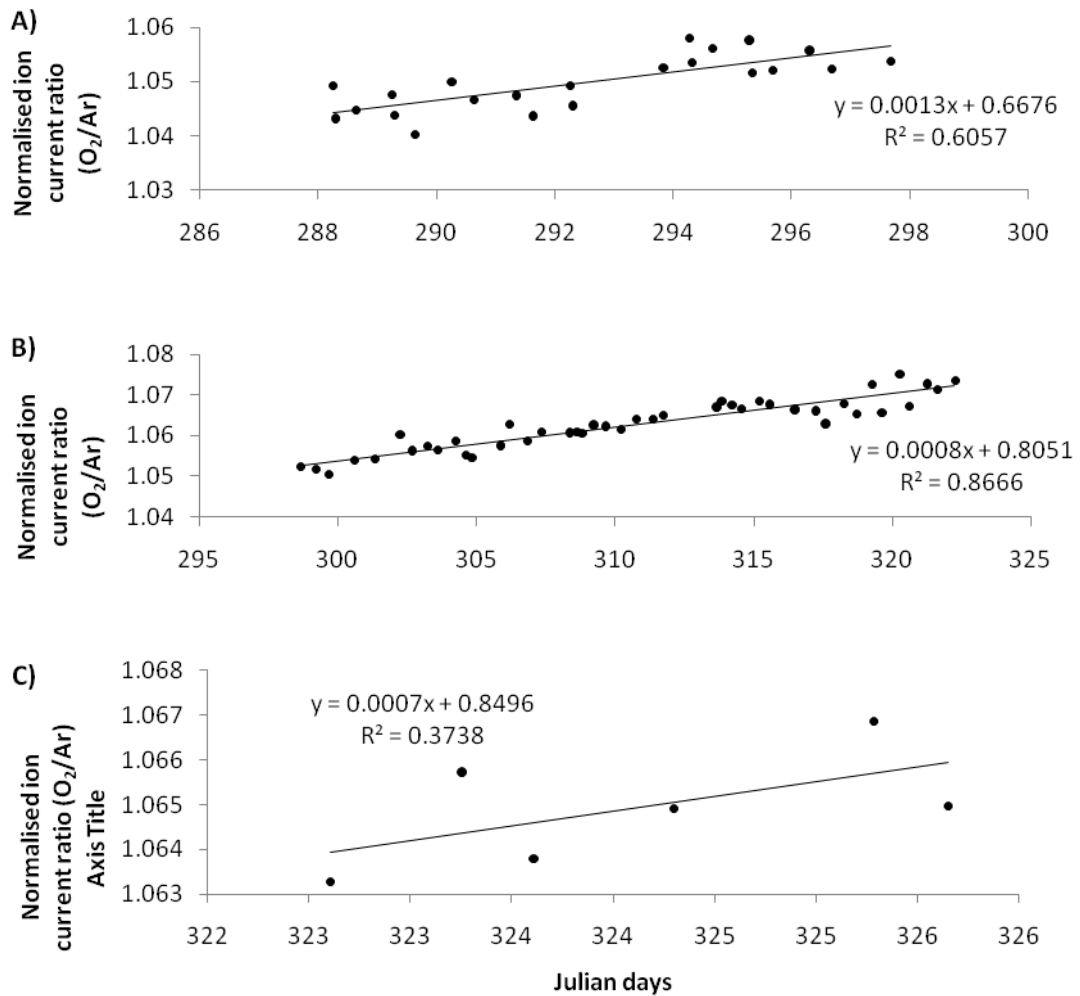 A)
Normalised ion
current ratio
(O₂/Ar)
1.06
1.05
1.04
1.03
y = 0.0013x + 0.6676
R² = 0.6057
286 288 290 292 294 296 298 300
B)
Normalised ion
current ratio
(O₂/Ar)
1.08
1.07
1.06
1.05
1.04
y = 0.0008x + 0.8051
R² = 0.8666
295 300 305 310 315 320 325
C)
Normalised ion
current ratio (O₂/Ar)
Axis Title
1.068
1.067
1.066
1.065
1.064
1.063
y = 0.0007x + 0.8496
R² = 0.3738
322 323 323 324 324 325 325 326 326
Julian days